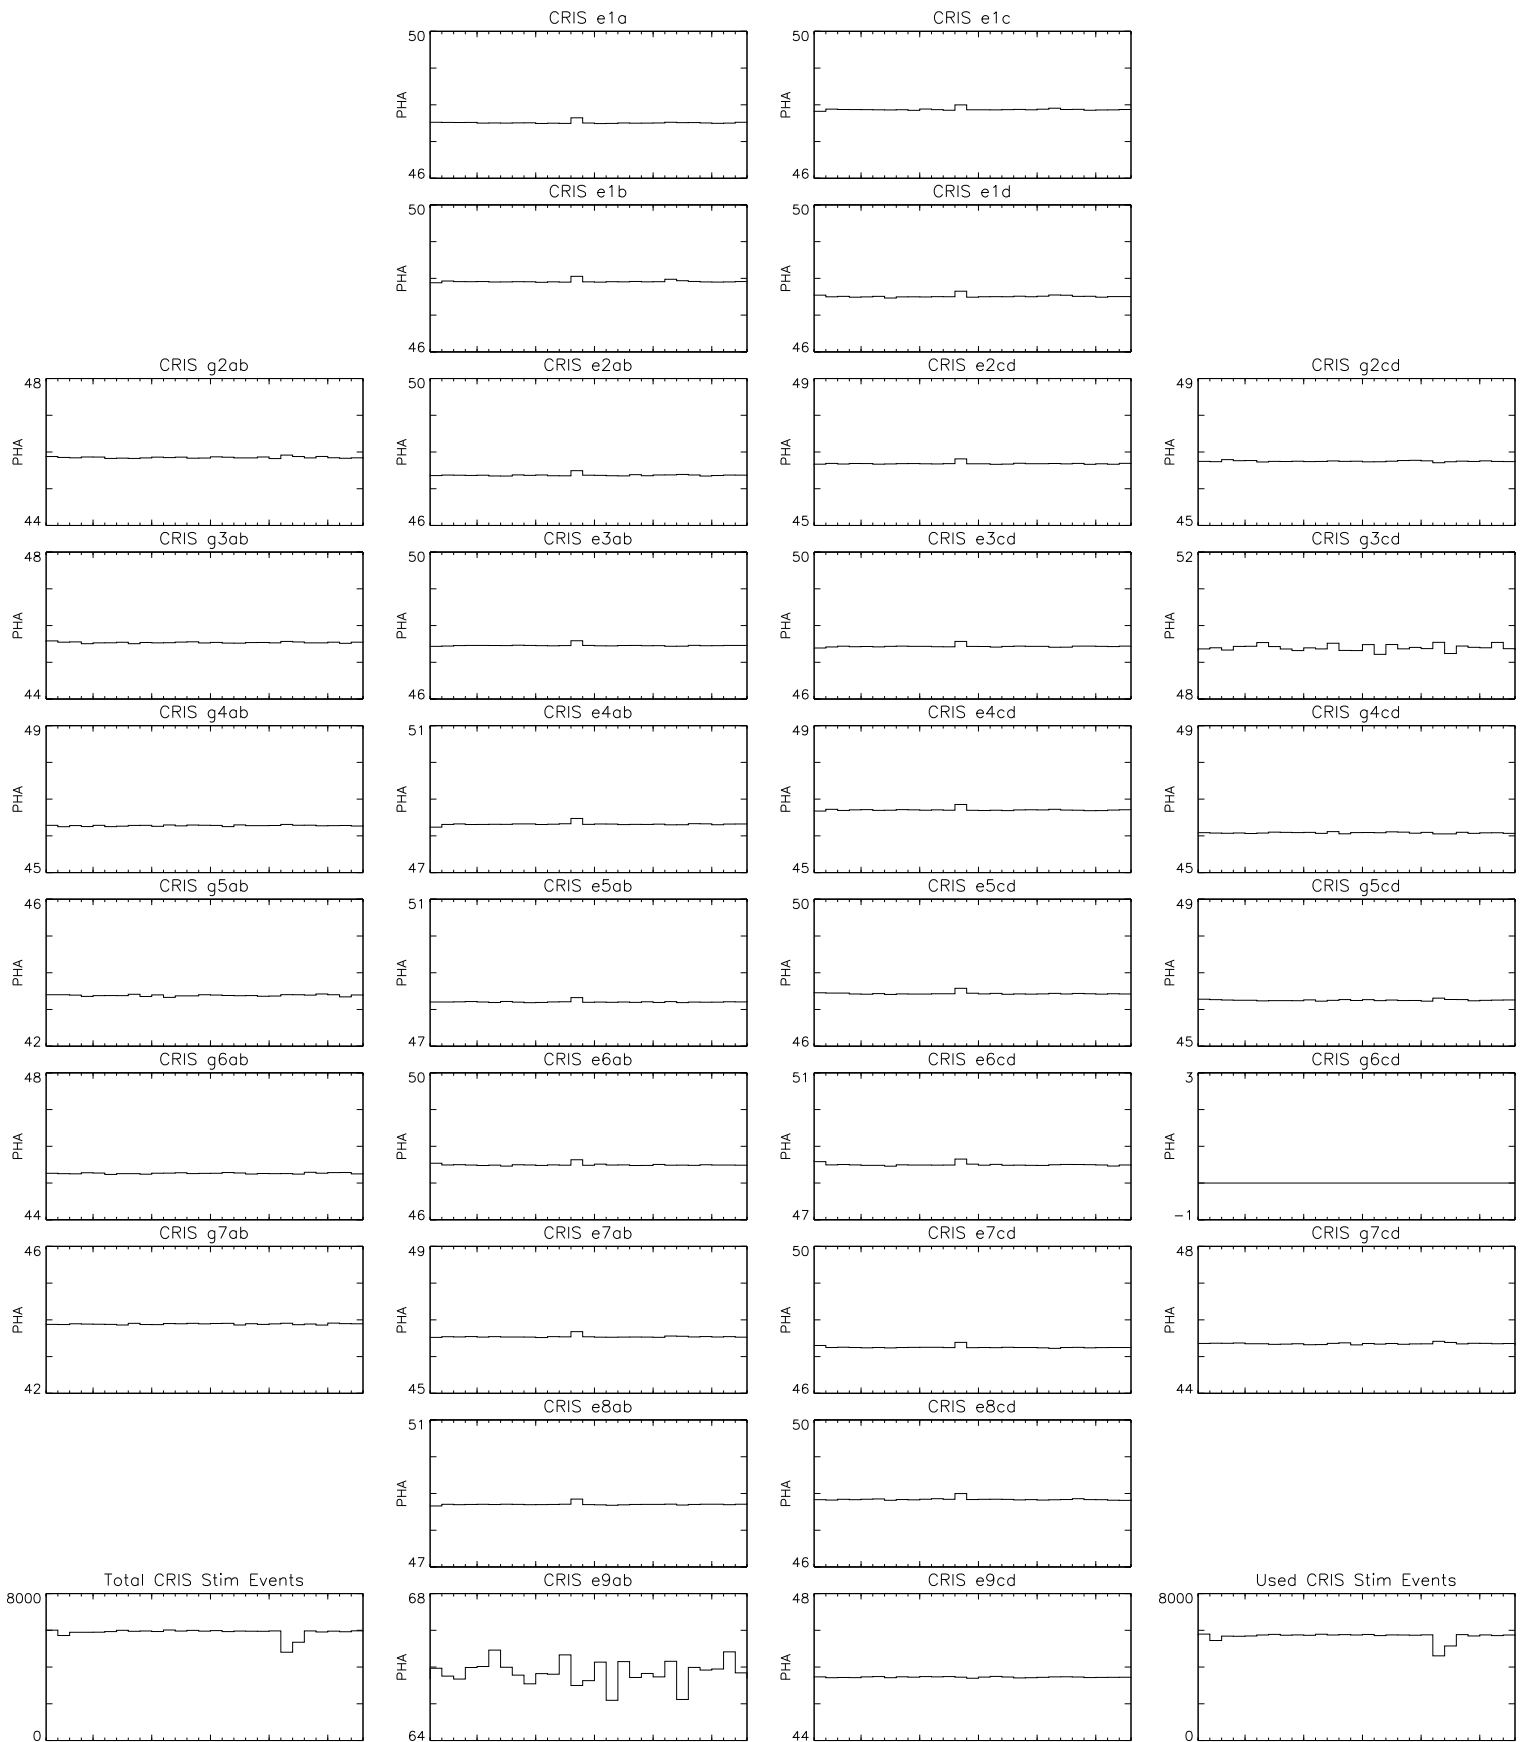 CRIS e1a
50
PHA
46
CRIS e1c
50
PHA
46
CRIS e1b
50
PHA
46
CRIS e1d
50
PHA
46
CRIS g2ab
48
PHA
44
CRIS e2ab
50
PHA
46
CRIS e2cd
49
PHA
45
CRIS g2cd
49
PHA
45
CRIS g3ab
48
PHA
44
CRIS e3ab
50
PHA
46
CRIS e3cd
50
PHA
46
CRIS g3cd
52
PHA
48
CRIS g4ab
49
PHA
45
CRIS e4ab
51
PHA
47
CRIS e4cd
49
PHA
45
CRIS g4cd
49
PHA
45
CRIS g5ab
46
PHA
42
CRIS e5ab
51
PHA
47
CRIS e5cd
50
PHA
46
CRIS g5cd
49
PHA
45
CRIS g6ab
48
PHA
44
CRIS e6ab
50
PHA
46
CRIS e6cd
51
PHA
47
CRIS g6cd
3
PHA
-1
CRIS g7ab
46
PHA
42
CRIS e7ab
49
PHA
45
CRIS e7cd
50
PHA
46
CRIS g7cd
48
PHA
44
CRIS e8ab
51
PHA
47
CRIS e8cd
50
PHA
46
Total CRIS Stim Events
8000
0
CRIS e9ab
68
PHA
64
CRIS e9cd
48
PHA
44
Used CRIS Stim Events
8000
0